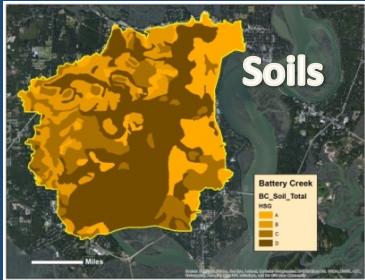 Soils
Battery Creek
BC_Soil_Total
HSG
A
B
C
D
Miles